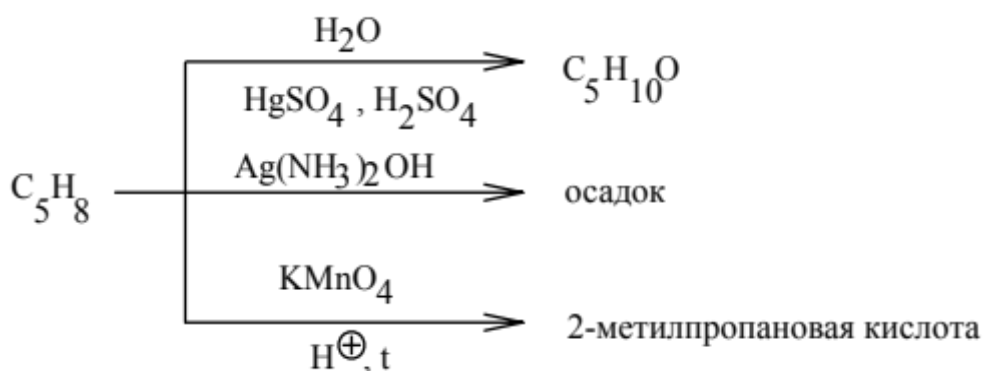 H₂O
C₅H₁₀O
HgSO₄ , H₂SO₄
Ag(NH₃)₂OH
C₅H₈
осадок
KMnO₄
2-метилпропановая кислота
H⊕, t